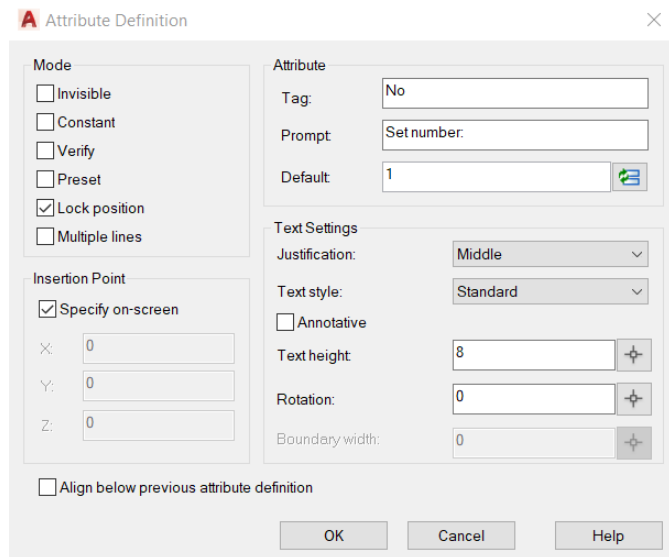 A Attribute Definition
Mode
Invisible
Constant
Verify
Preset
Lock position
Multiple lines
Insertion Point
Specify on-screen
X: 0
Y: 0
Z: 0
Attribute
Tag: No
Prompt: Set number:
Default: 1
Text Settings
Justification: Middle
Text style: Standard
Annotative
Text height: 8
Rotation: 0
Boundary width: 0
Align below previous attribute definition
OK Cancel Help